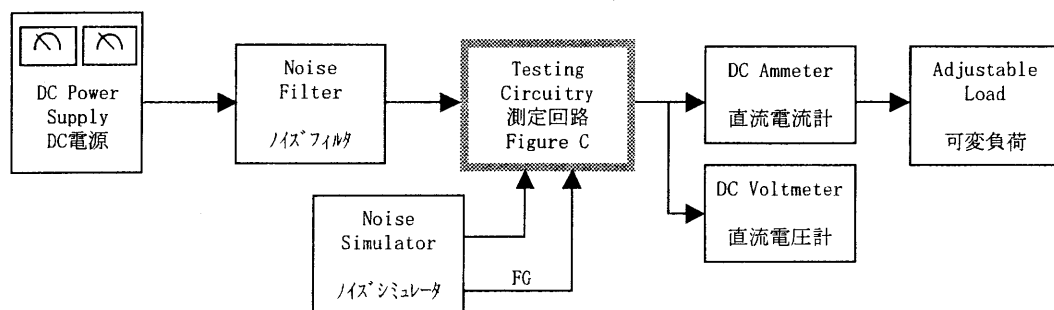 DC Power
Supply
DC電源
Noise
Filter
ノイズフィルタ
Testing
Circuitry
測定回路
Figure C
DC Ammeter
直流電流計
Adjustable
Load
可変負荷
DC Voltmeter
直流電圧計
Noise
Simulator
ノイズシミュレータ
FG